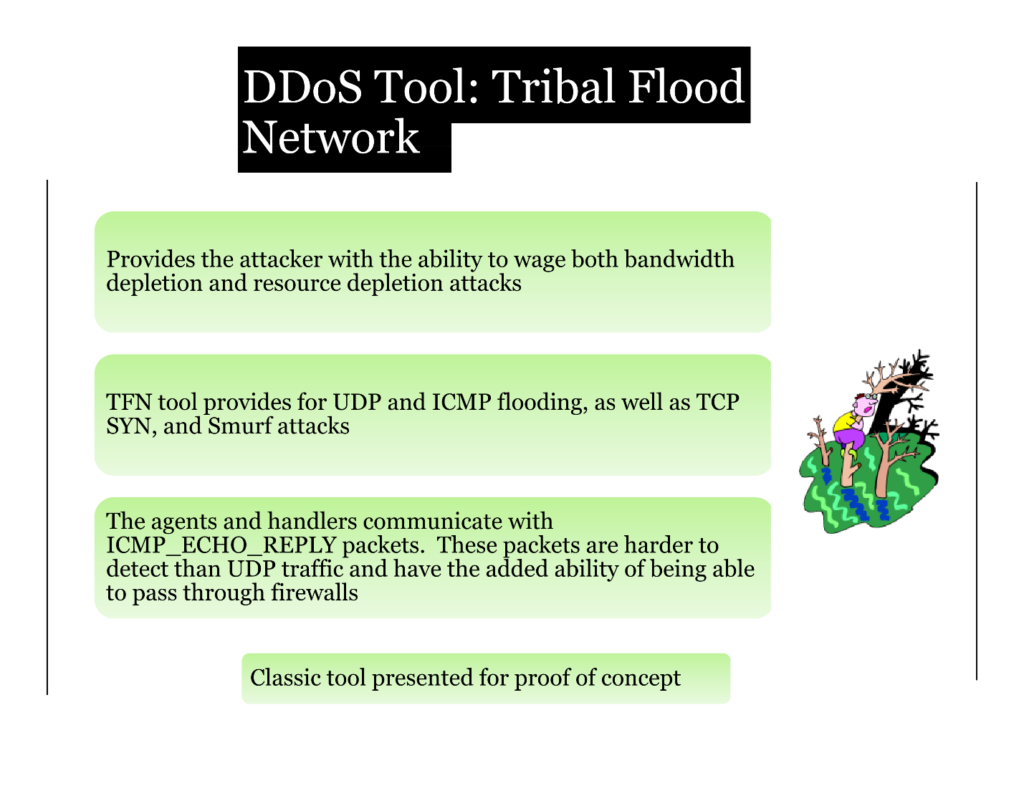 DDoS Tool: Tribal Flood
Network
Provides the attacker with the ability to wage both bandwidth
depletion and resource depletion attacks
TFN tool provides for UDP and ICMP flooding, as well as TCP
SYN, and Smurf attacks
The agents and handlers communicate with
ICMP_ECHO_REPLY packets.  These packets are harder to
detect than UDP traffic and have the added ability of being able
to pass through firewalls
Classic tool presented for proof of concept